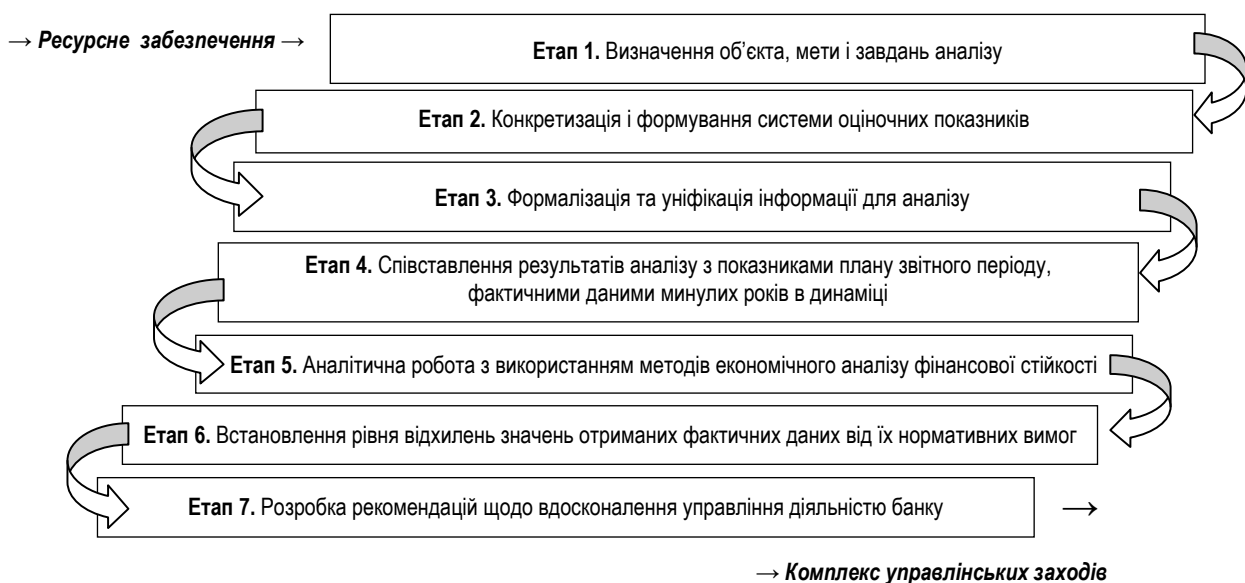 → Ресурсне забезпечення →
Етап 1. Визначення об’єкта, мети і завдань аналізу
Етап 2. Конкретизація і формування системи оціночних показників
Етап 3. Формалізація та уніфікація інформації для аналізу
Етап 4. Співставлення результатів аналізу з показниками плану звітного періоду,
фактичними даними минулих років в динаміці
Етап 5. Аналітична робота з використанням методів економічного аналізу фінансової стійкості
Етап 6. Встановлення рівня відхилень значень отриманих фактичних даних від їх нормативних вимог
Етап 7. Розробка рекомендацій щодо вдосконалення управління діяльністю банку →
→ Комплекс управлінських заходів